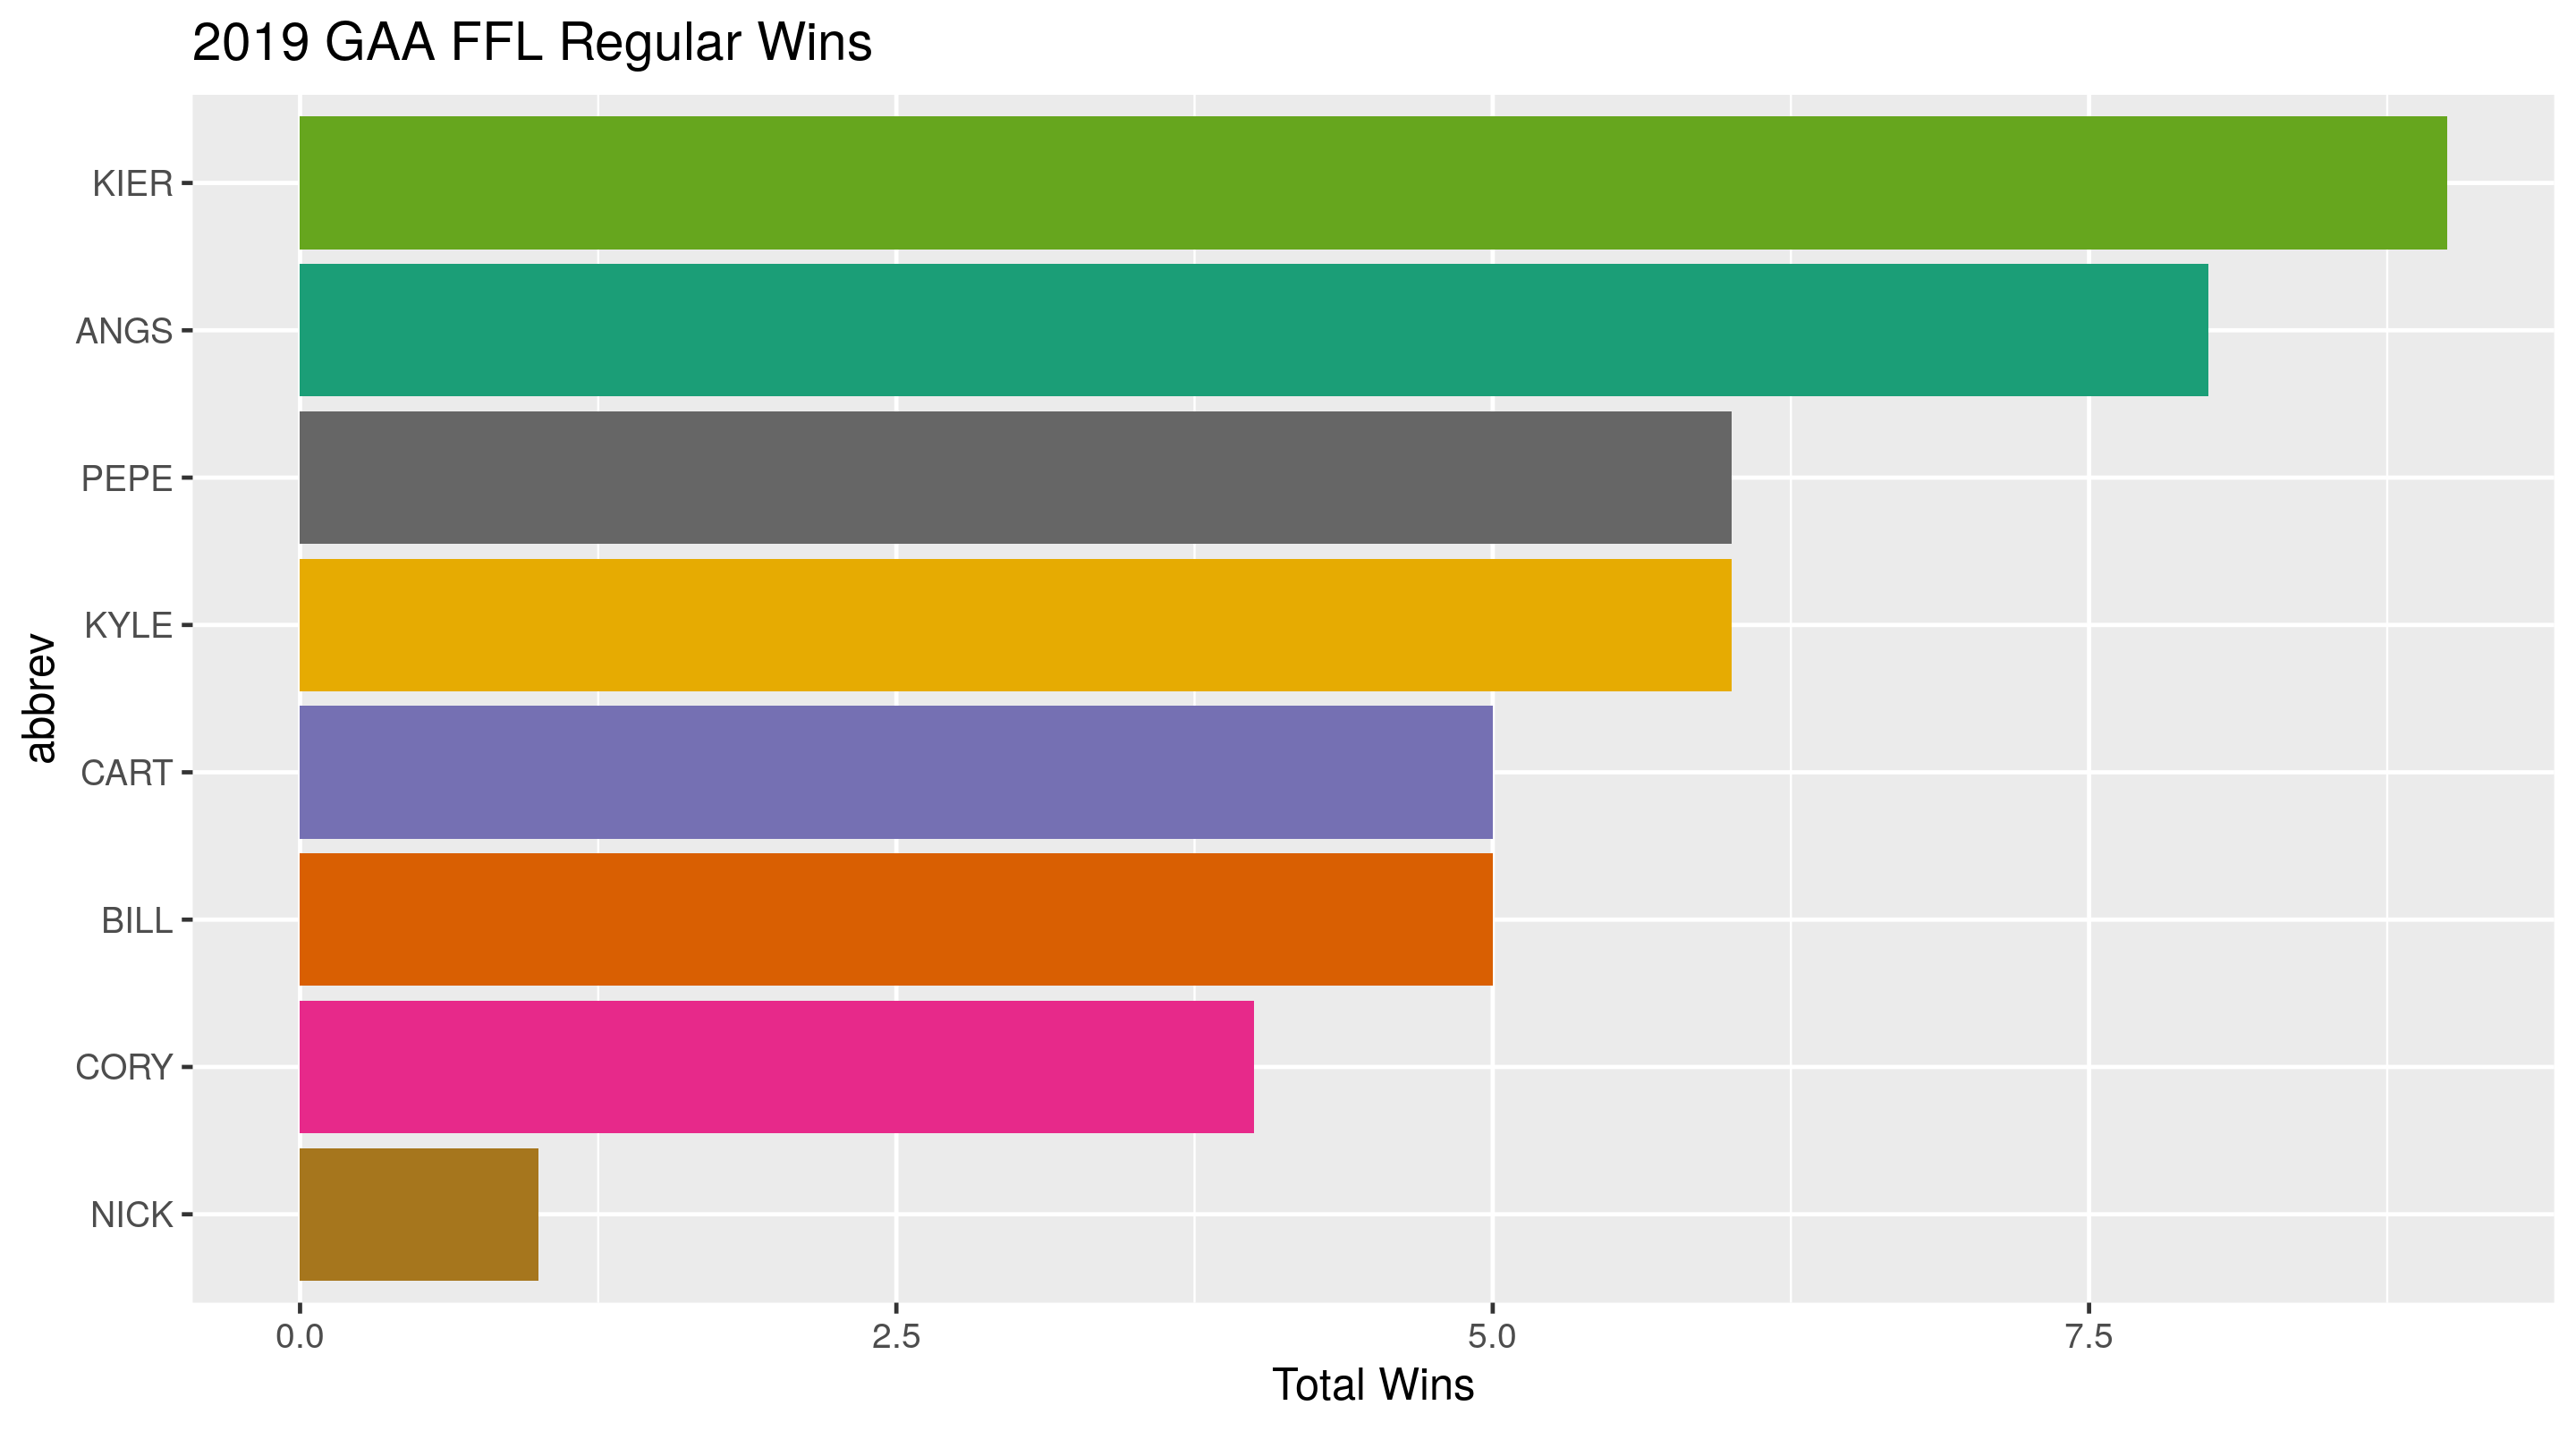 2019 GAA FFL Regular Wins
abbrev
KIER
ANGS
PEPE
KYLE
CART
BILL
CORY
NICK
0.0 2.5 5.0 7.5
Total Wins